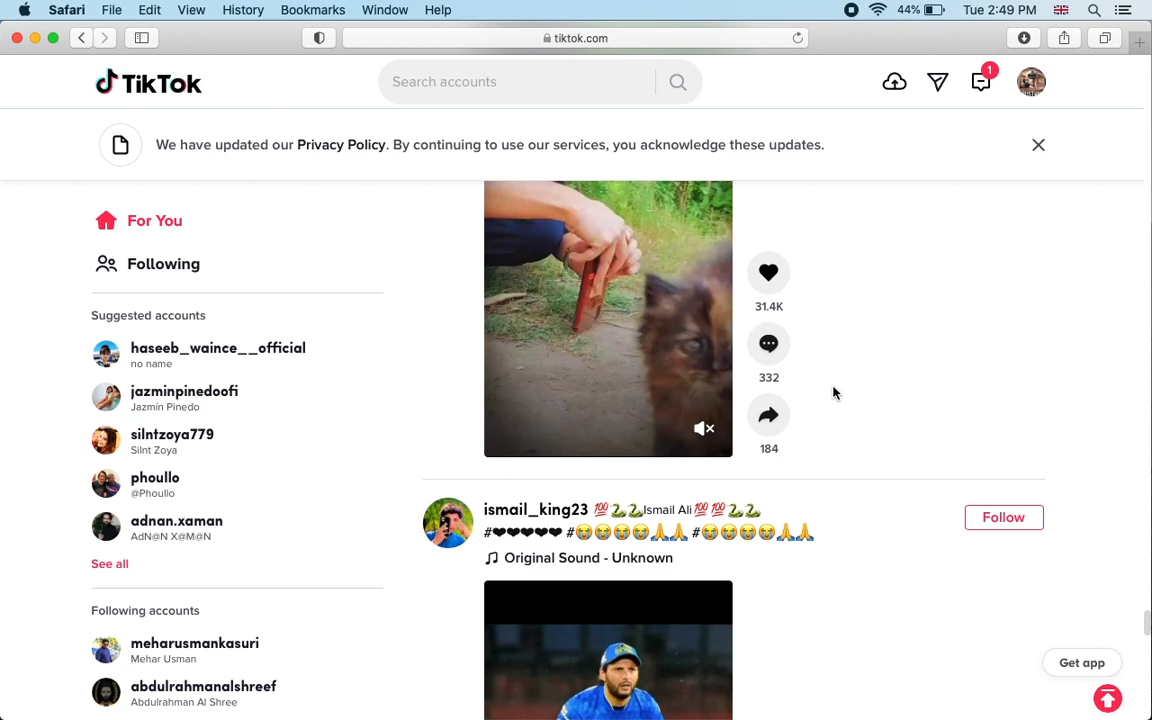 Safari File Edit View History Bookmarks Window Help 44% Tue 2:49 PM
tiktok.com
TikTok
Search accounts
1
We have updated our Privacy Policy. By continuing to use our services, you acknowledge these updates.
For You
Following
Suggested accounts
haseeb_waince__official
no name
jazminpinedoofi
Jazmín Pinedo
silntzoya779
Silnt Zoya
phoullo
@Phoullo
adnan.xaman
AdN@N X@M@N
See all
Following accounts
meharusmankasuri
Mehar Usman
abdulrahmanalshreef
Abdulrahman Al Shree
31.4K
332
184
ismail_king23 💯🐍🐍Ismail Ali💯💯🐍🐍
#❤❤❤❤❤ #😭😭😭😭🙏🙏 #😭😭😭😭🙏🙏
Follow
Original Sound - Unknown
Get app